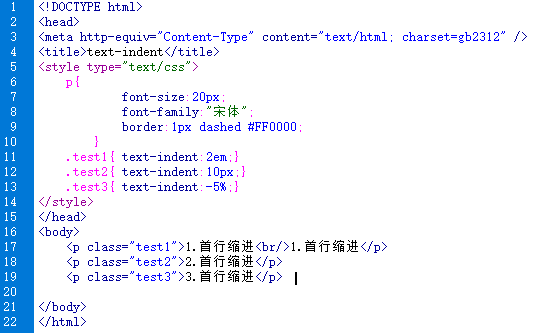 1 <!DOCTYPE html>
2 <head>
3 <meta http-equiv="Content-Type" content="text/html; charset=gb2312" />
4 <title>text-indent</title>
5 <style type="text/css">
6 p{
7 font-size:20px;
8 font-family:"宋体";
9 border:1px dashed #FF0000;
10 }
11 .test1{ text-indent:2em;}
12 .test2{ text-indent:10px;}
13 .test3{ text-indent:-5%;}
14 </style>
15 </head>
16 <body>
17 <p class="test1">1.首行缩进<br/>1.首行缩进</p>
18 <p class="test2">2.首行缩进</p>
19 <p class="test3">3.首行缩进</p>
20
21 </body>
22 </html>